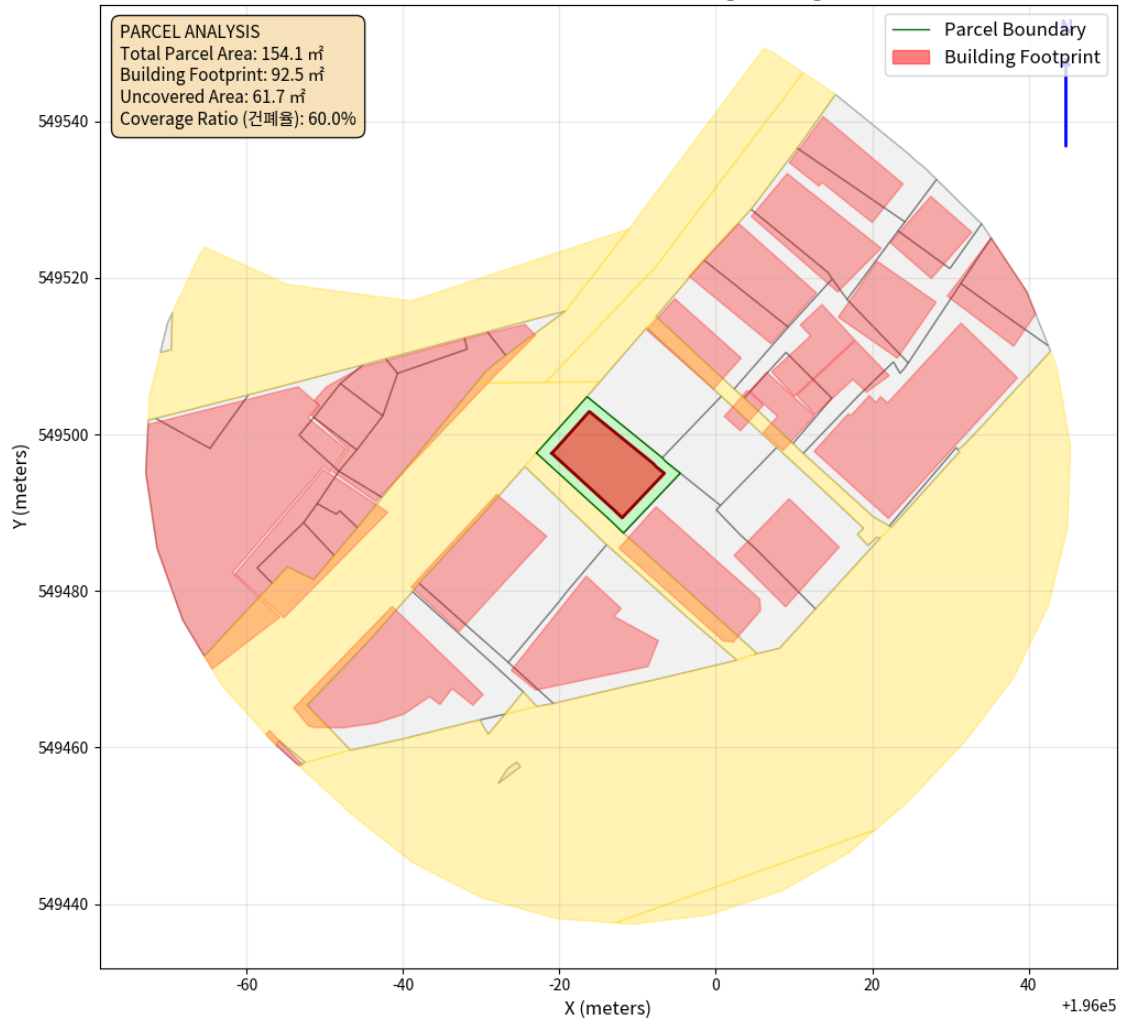 PARCEL ANALYSIS
Total Parcel Area: 154.1 ㎡
Building Footprint: 92.5 ㎡
Uncovered Area: 61.7 ㎡
Coverage Ratio (건폐율): 60.0%
Parcel Boundary
Building Footprint
N
549540
549520
549500
549480
549460
549440
Y (meters)
-60
-40
-20
0
20
40
X (meters)
+1.96e5